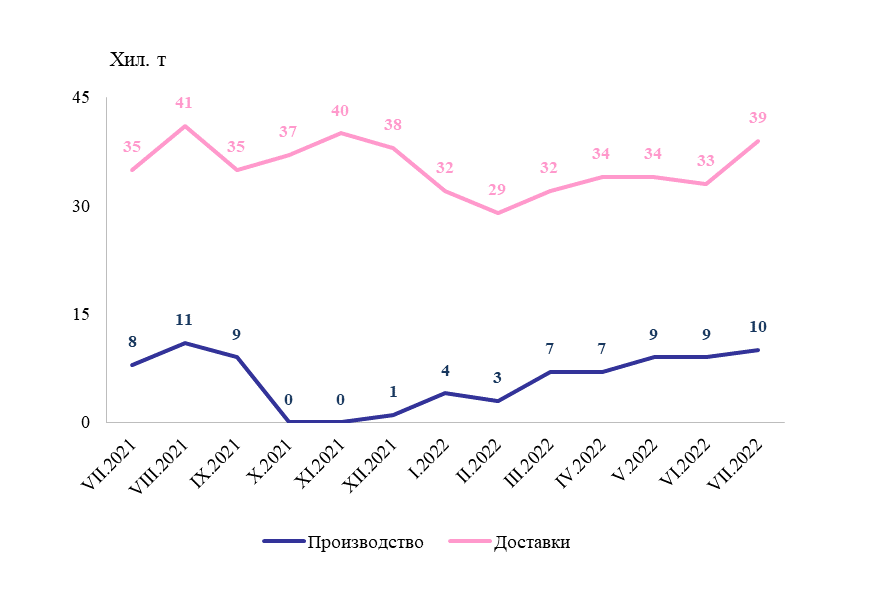 Хил. т
45
30
15
0
35 41 35 37 40 38 32 29 32 34 34 33 39
8 11 9 0 0 1 4 3 7 7 9 9 10
VII.2021 VIII.2021 IX.2021 X.2021 XI.2021 XII.2021 I.2022 II.2022 III.2022 IV.2022 V.2022 VI.2022 VII.2022
Производство Доставки